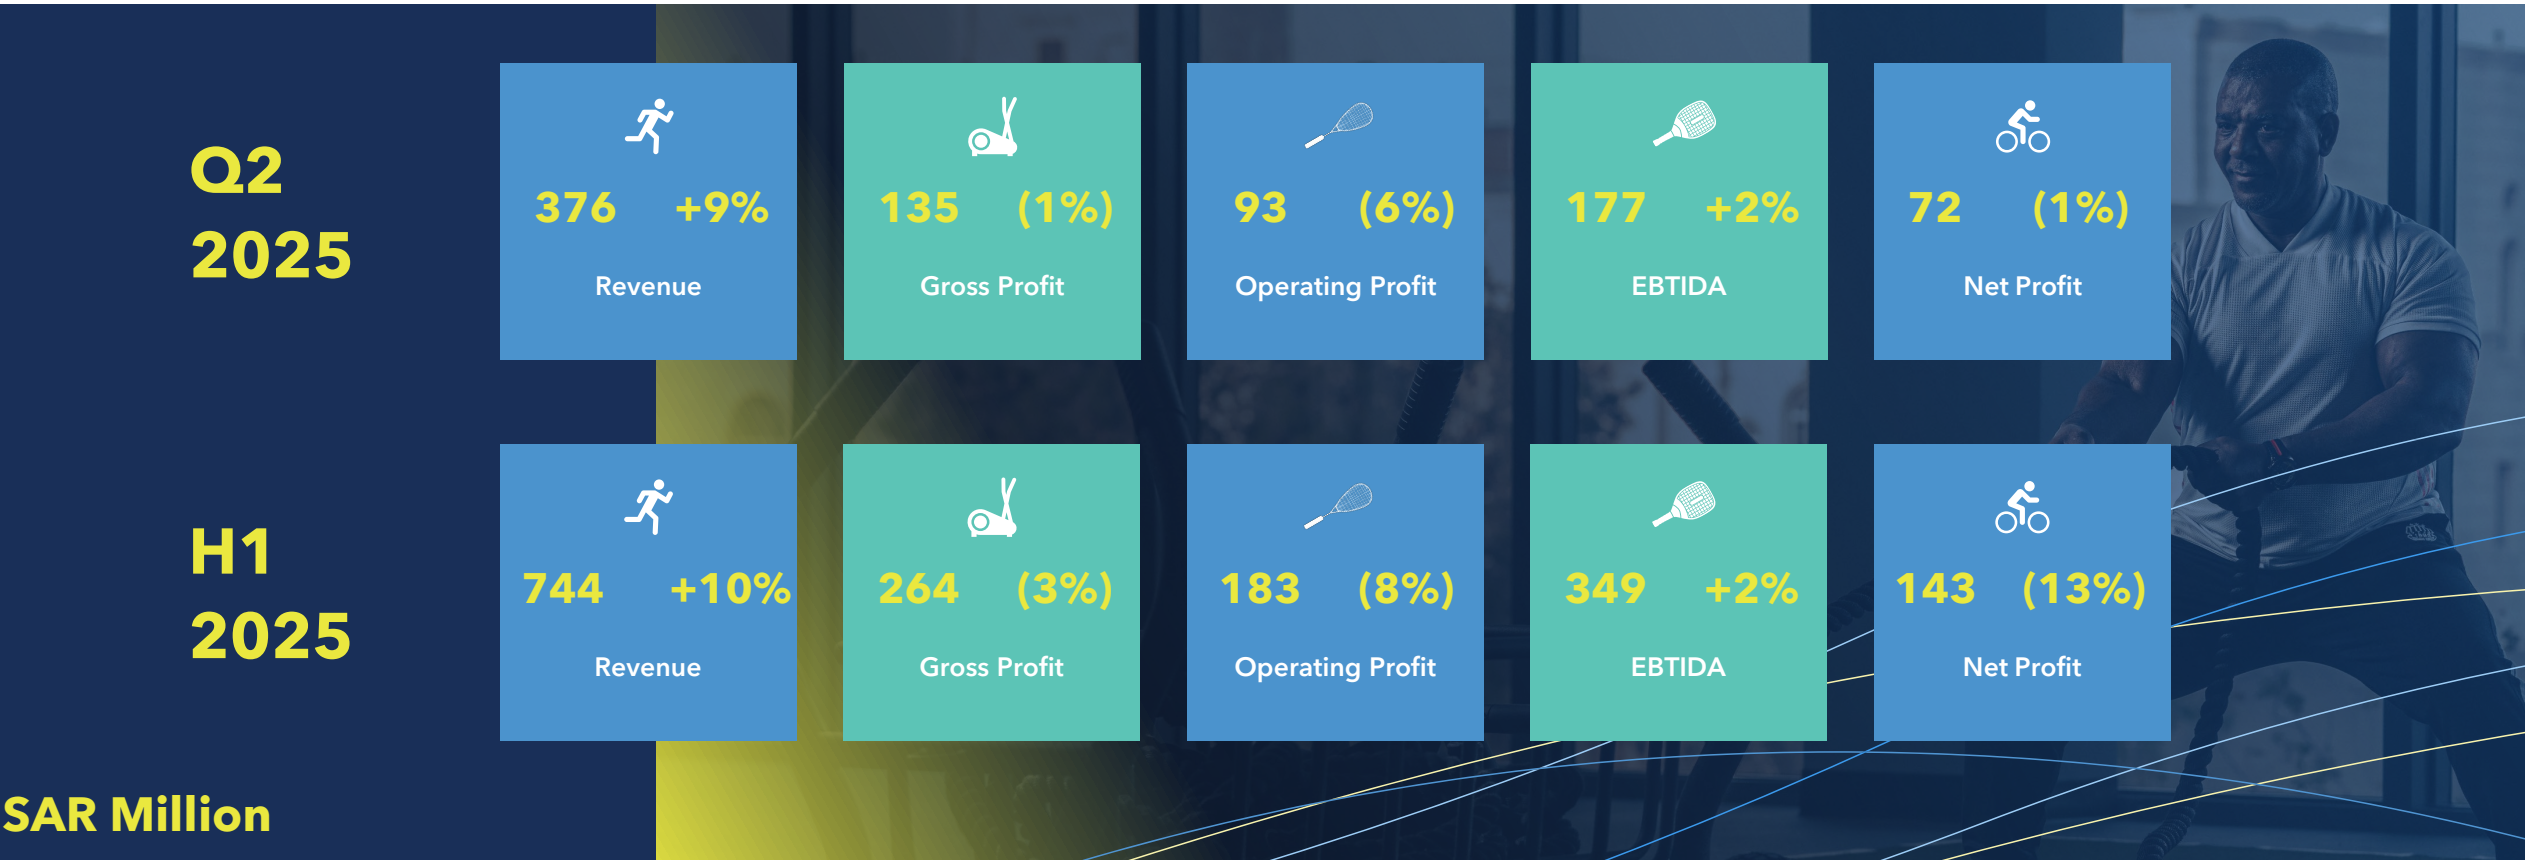 Q2
2025
376 +9%
Revenue
135 (1%)
Gross Profit
93 (6%)
Operating Profit
177 +2%
EBTIDA
72 (1%)
Net Profit
H1
2025
744 +10%
Revenue
264 (3%)
Gross Profit
183 (8%)
Operating Profit
349 +2%
EBTIDA
143 (13%)
Net Profit
SAR Million